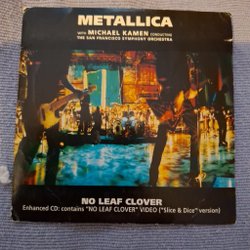 METALLICA
WITH MICHAEL KAMEN CONDUCTING
THE SAN FRANCISCO SYMPHONY ORCHESTRA
NO LEAF CLOVER
Enhanced CD: contains "NO LEAF CLOVER" VIDEO ("Slice & Dice" version)